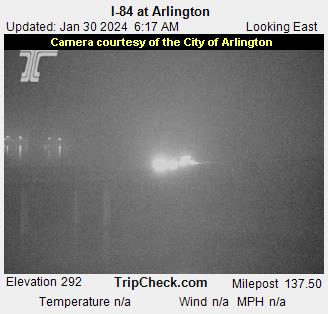 I-84 at Arlington
Updated: Jan 30 2024 6:17 AM Looking East
Camera courtesy of the City of Arlington
Elevation 292 TripCheck.com Milepost 137.50
Temperature n/a Wind n/a MPH n/a